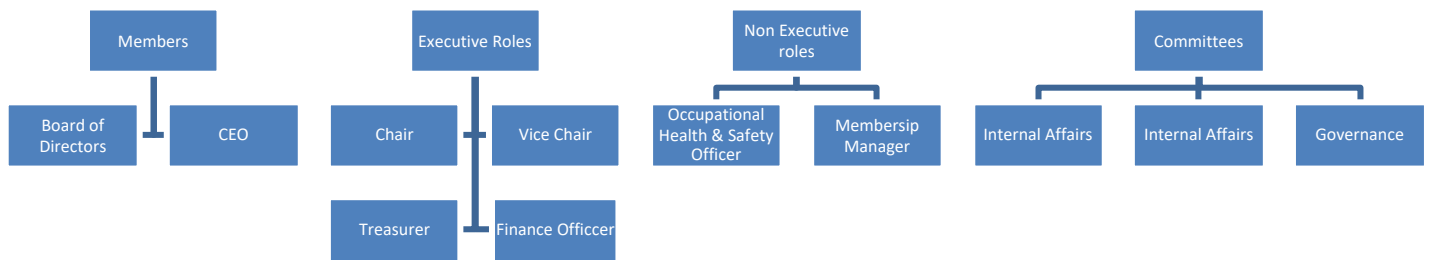 Members
Board of
Directors
CEO
Executive Roles
Chair
Vice Chair
Treasurer
Finance Officcer
Non Executive
roles
Occupational
Health & Safety
Officer
Membersip
Manager
Committees
Internal Affairs
Internal Affairs
Governance